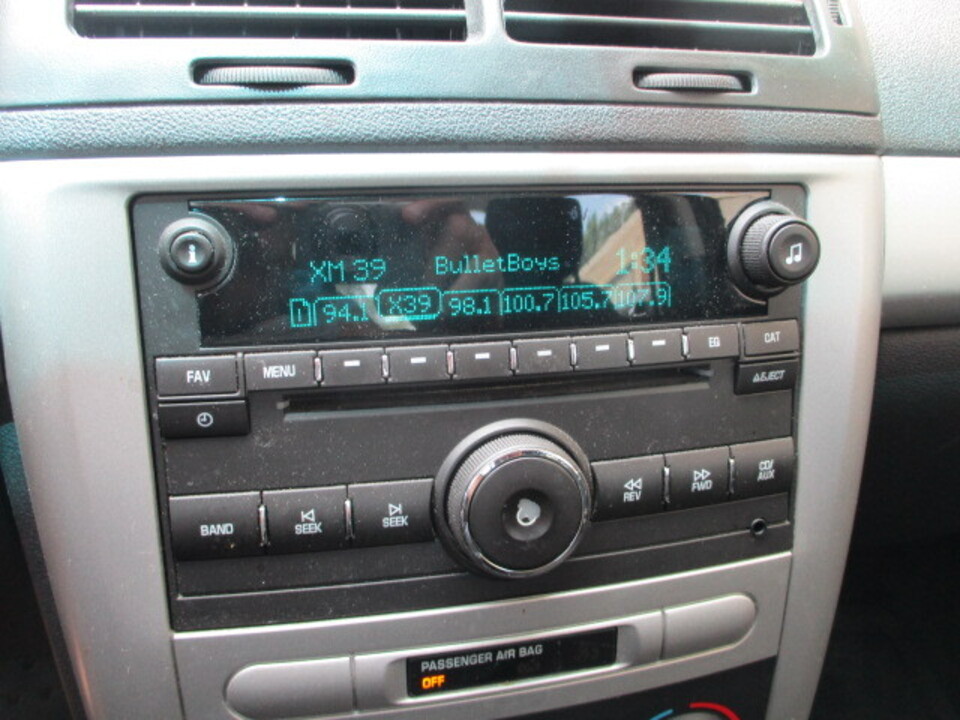 i
XM 39 BulletBoys 1:34
1 94.1 X39 98.1 100.7 105.7 107.9
FAV MENU EQ CAT
EJECT
BAND SEEK SEEK REV FWD CD/AUX
PASSENGER AIR BAG
OFF